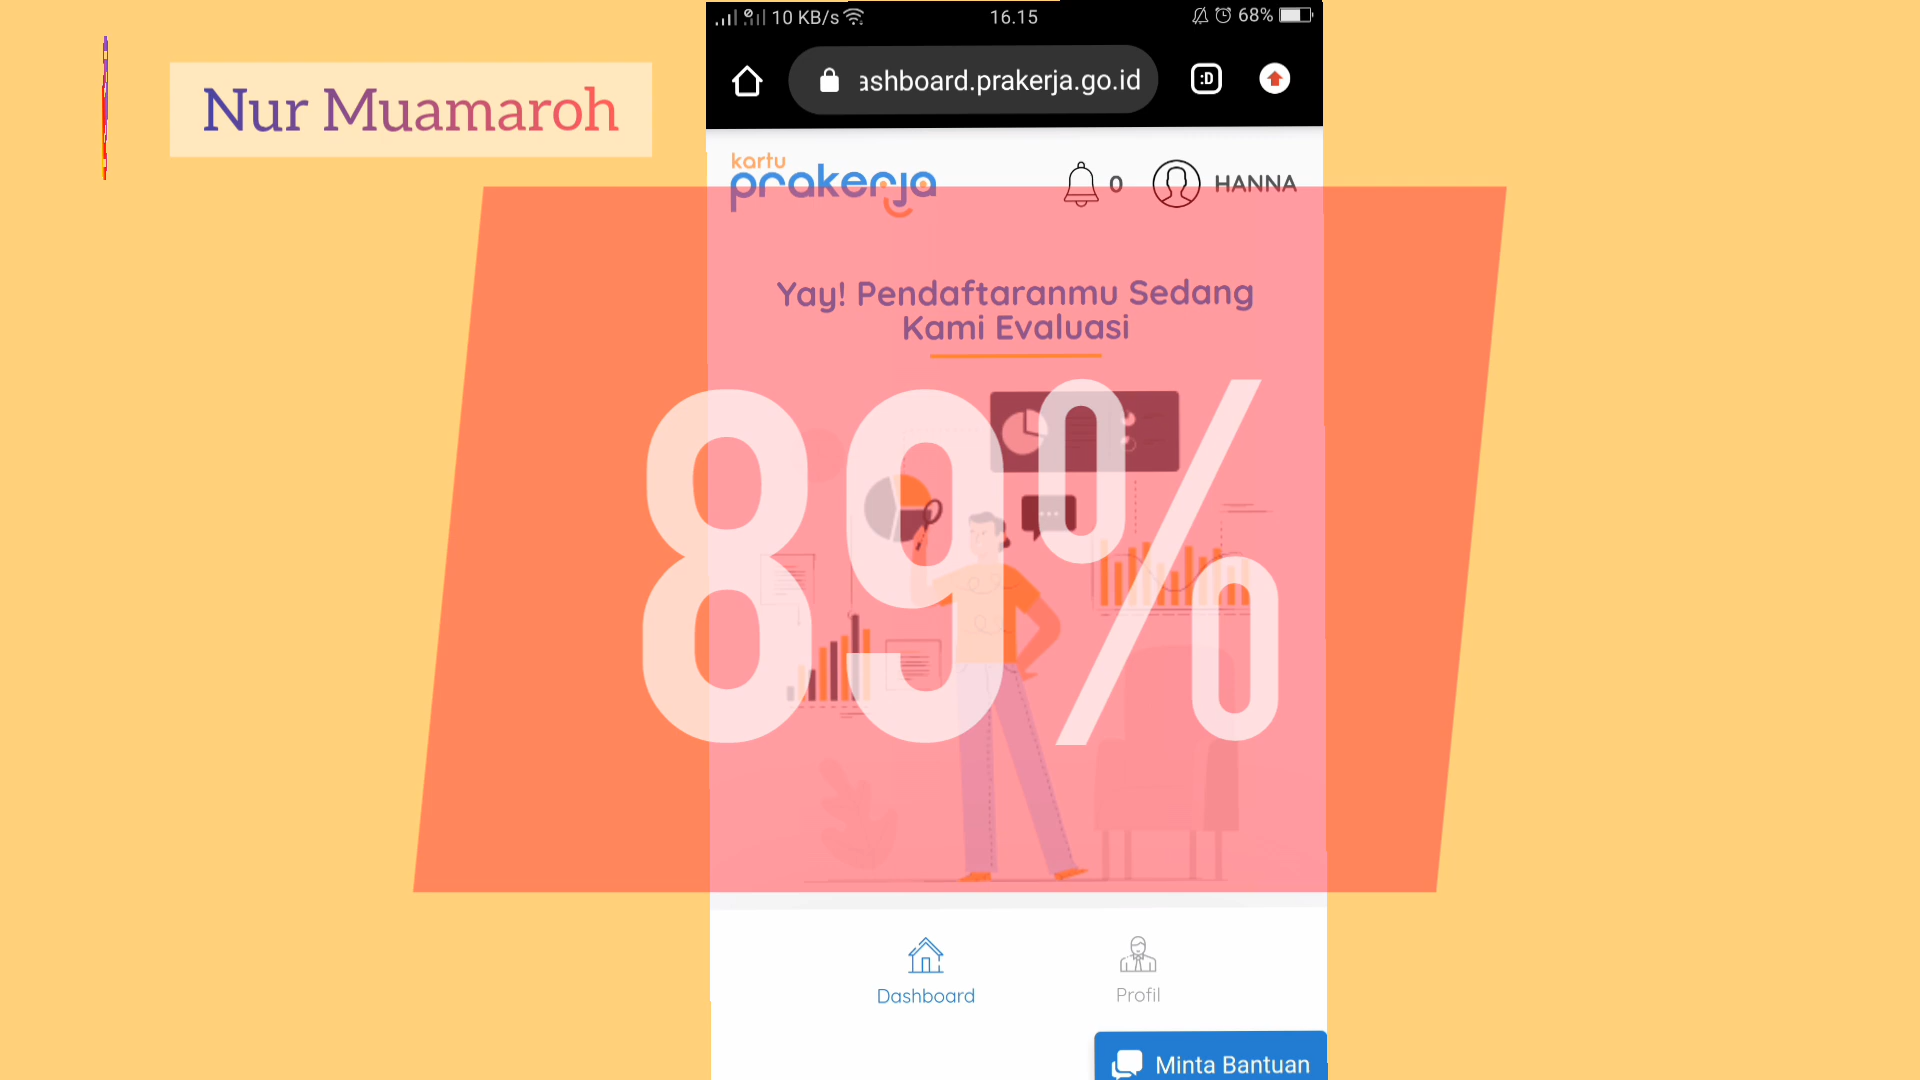 10 KB/s
16.15
68%
Nur Muamaroh
ashboard.prakerja.go.id
:D
kartu
prakerja
0
HANNA
Yay! Pendaftaranmu Sedang
Kami Evaluasi
89%
Dashboard
Profil
Minta Bantuan